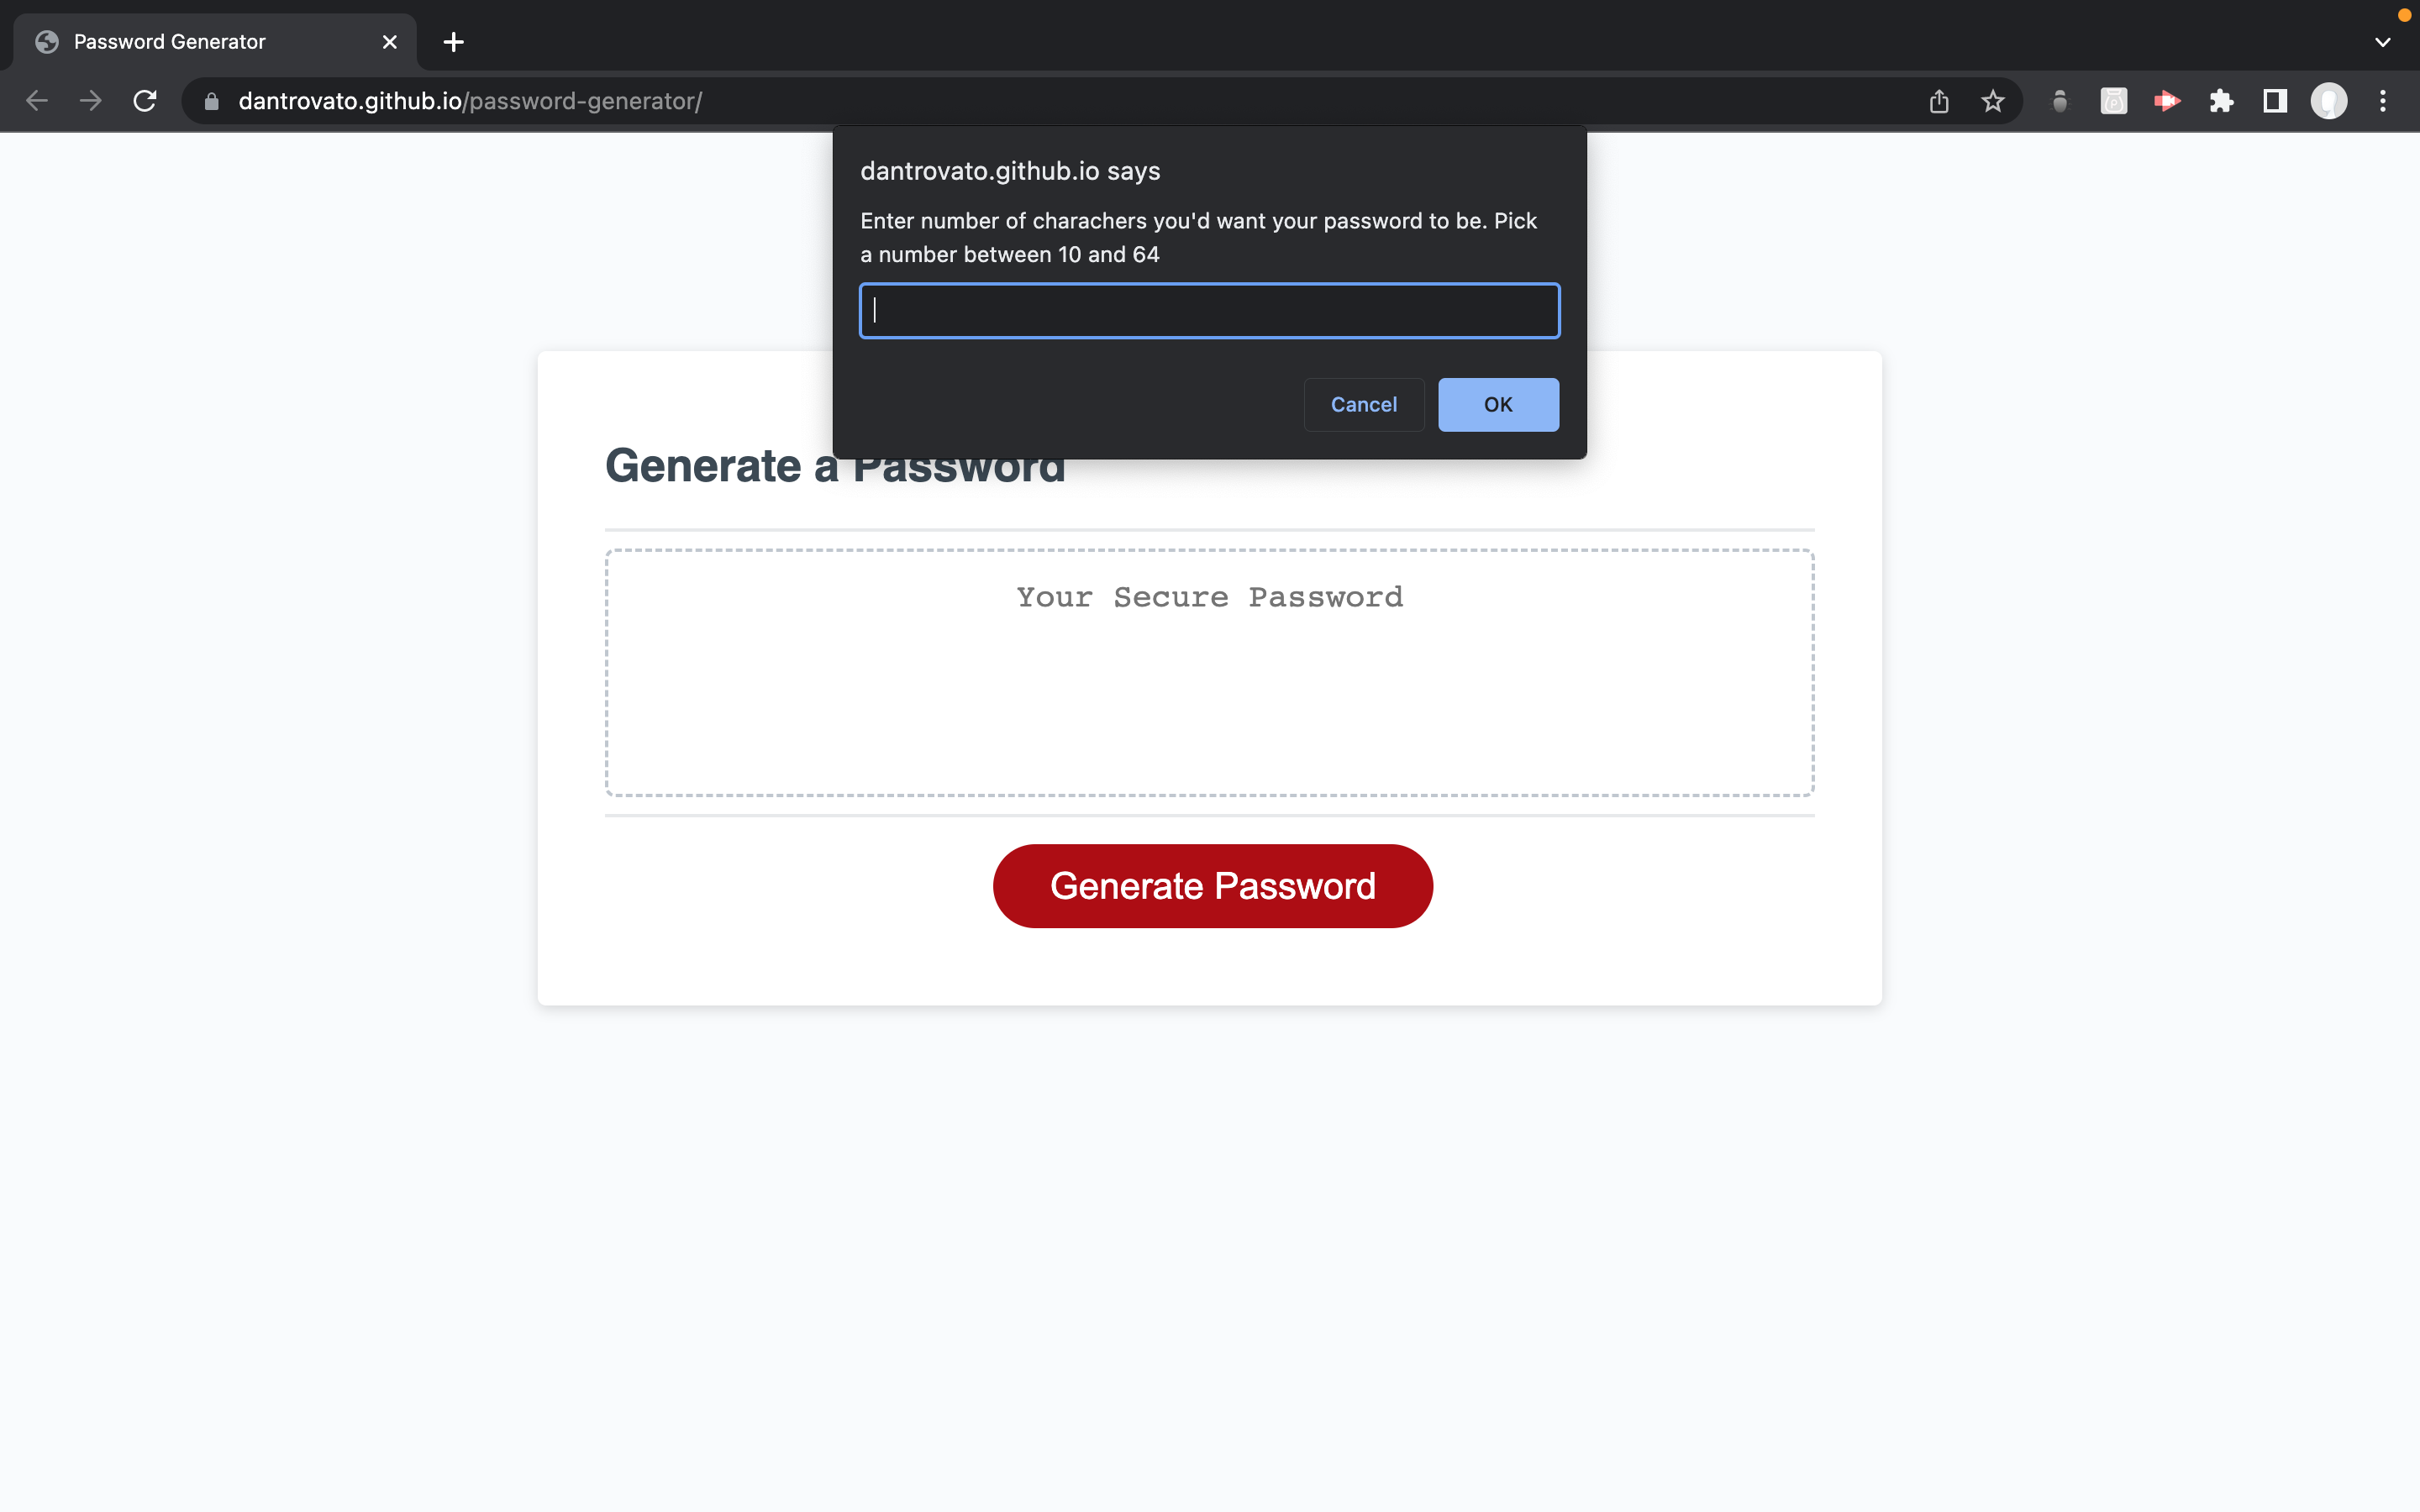 Password Generator
dantrovato.github.io/password-generator/
dantrovato.github.io says
Enter number of charachers you'd want your password to be. Pick
a number between 10 and 64
Cancel
OK
Generate a Password
Your Secure Password
Generate Password